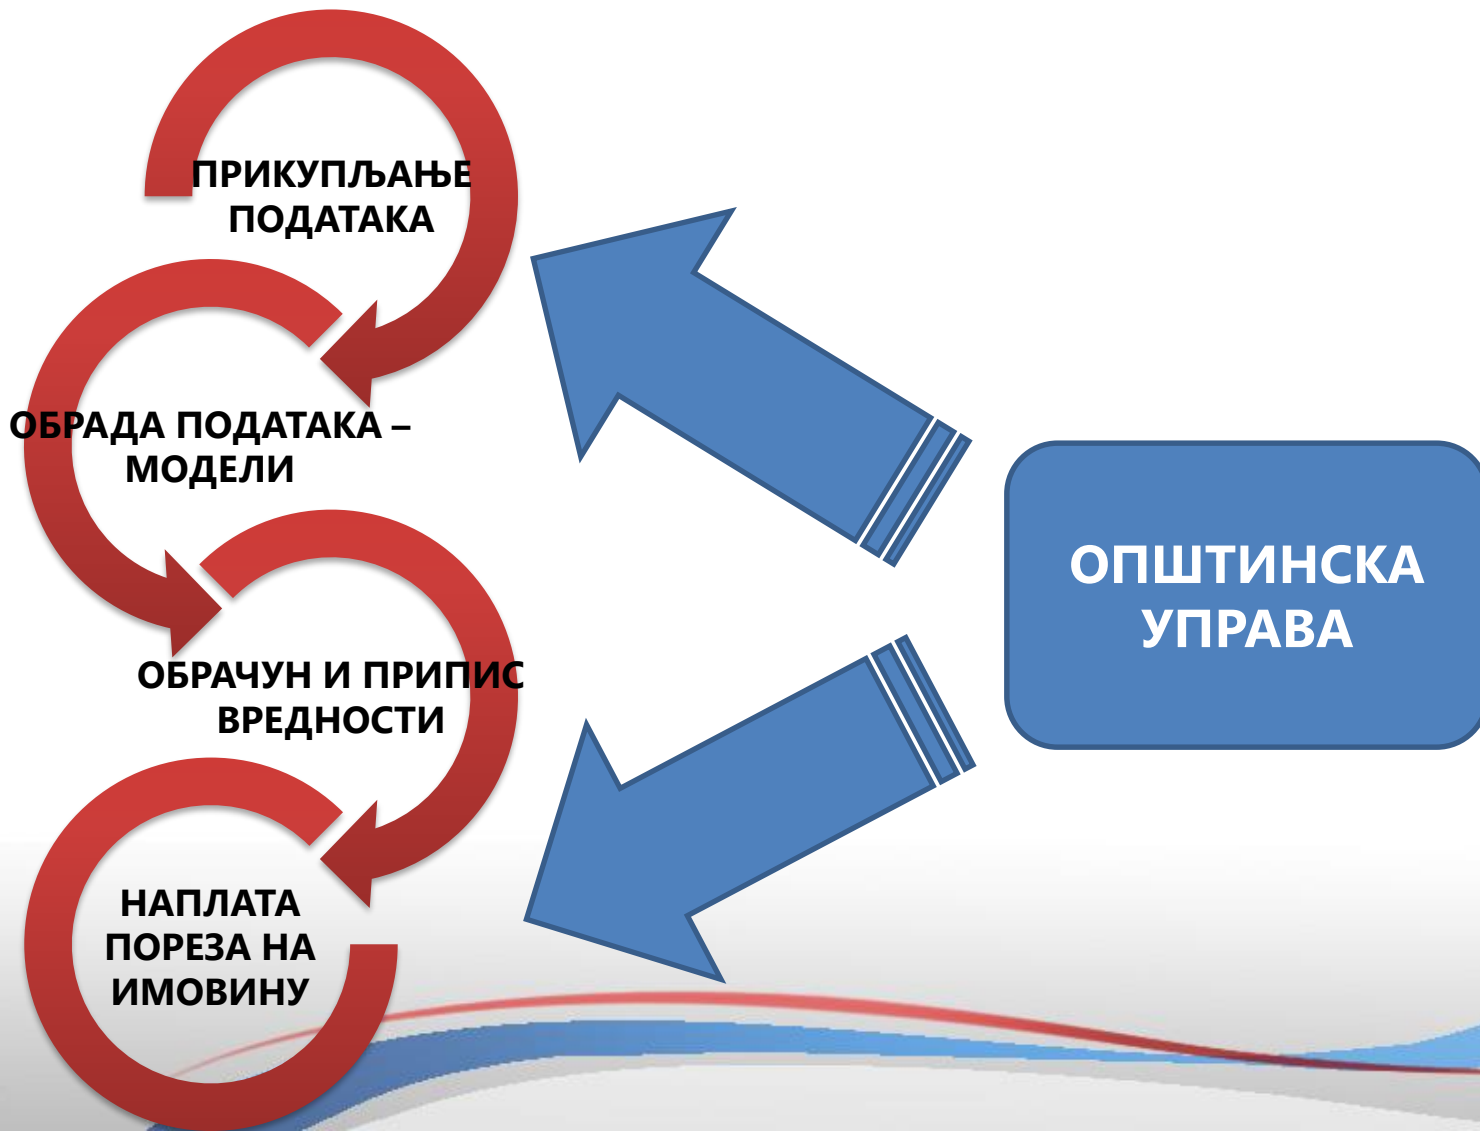 ПРИКУПЉАЊЕ
ПОДАТАКА
ОБРАДА ПОДАТАКА –
МОДЕЛИ
ОБРАЧУН И ПРИПИС
ВРЕДНОСТИ
НАПЛАТА
ПОРЕЗА НА
ИМОВИНУ
ОПШТИНСКА
УПРАВА